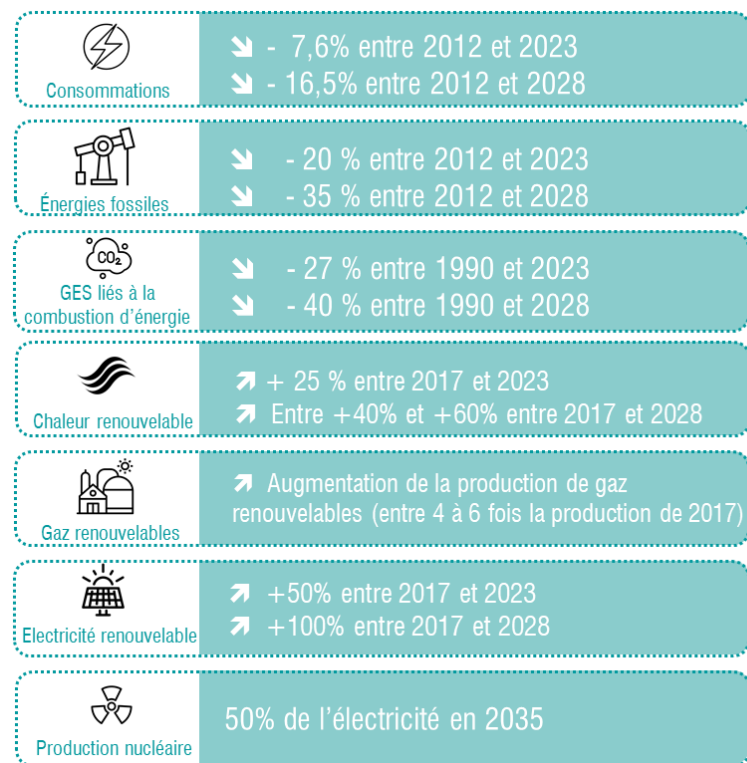 Consommations
- 7,6% entre 2012 et 2023
- 16,5% entre 2012 et 2028
Énergies fossiles
- 20 % entre 2012 et 2023
- 35 % entre 2012 et 2028
CO₂
GES liés à la
combustion d'énergie
- 27 % entre 1990 et 2023
- 40 % entre 1990 et 2028
Chaleur renouvelable
+ 25 % entre 2017 et 2023
Entre +40% et +60% entre 2017 et 2028
Gaz renouvelables
Augmentation de la production de gaz
renouvelables (entre 4 à 6 fois la production de 2017)
Electricité renouvelable
+50% entre 2017 et 2023
+100% entre 2017 et 2028
Production nucléaire
50% de l'électricité en 2035